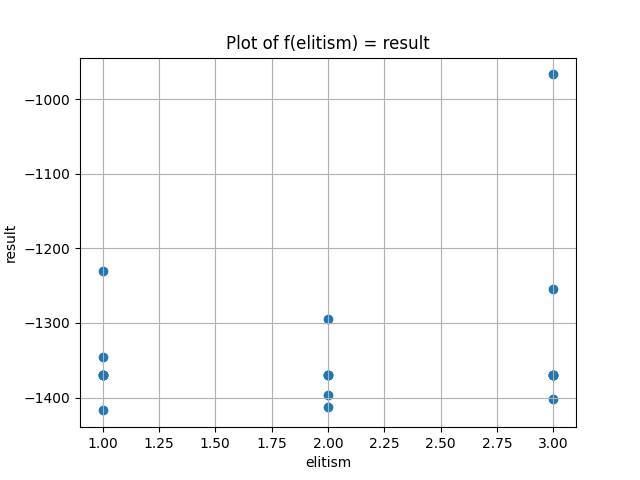 Plot of f(elitism) = result
−1000
−1100
−1200
−1300
−1400
result
1.00 1.25 1.50 1.75 2.00 2.25 2.50 2.75 3.00
elitism